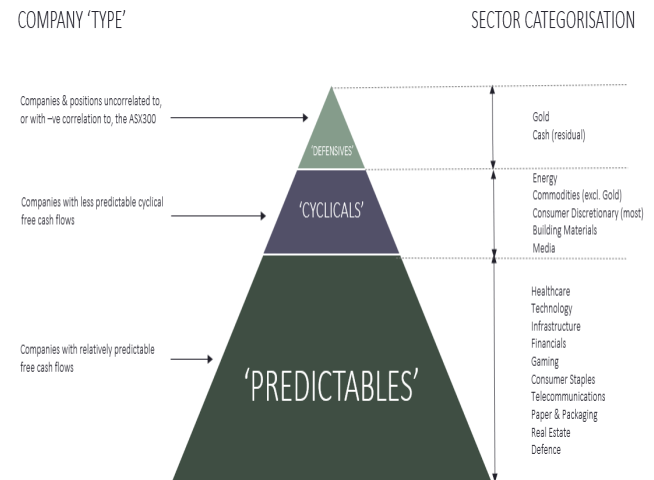 COMPANY ‘TYPE’
SECTOR CATEGORISATION
Companies & positions uncorrelated to,
or with –ve correlation to, the ASX300
‘DEFENSIVES’
Gold
Cash (residual)
Companies with less predictable cyclical
free cash flows
‘CYCLICALS’
Energy
Commodities (excl. Gold)
Consumer Discretionary (most)
Building Materials
Media
Companies with relatively predictable
free cash flows
‘PREDICTABLES’
Healthcare
Technology
Infrastructure
Financials
Gaming
Consumer Staples
Telecommunications
Paper & Packaging
Real Estate
Defence